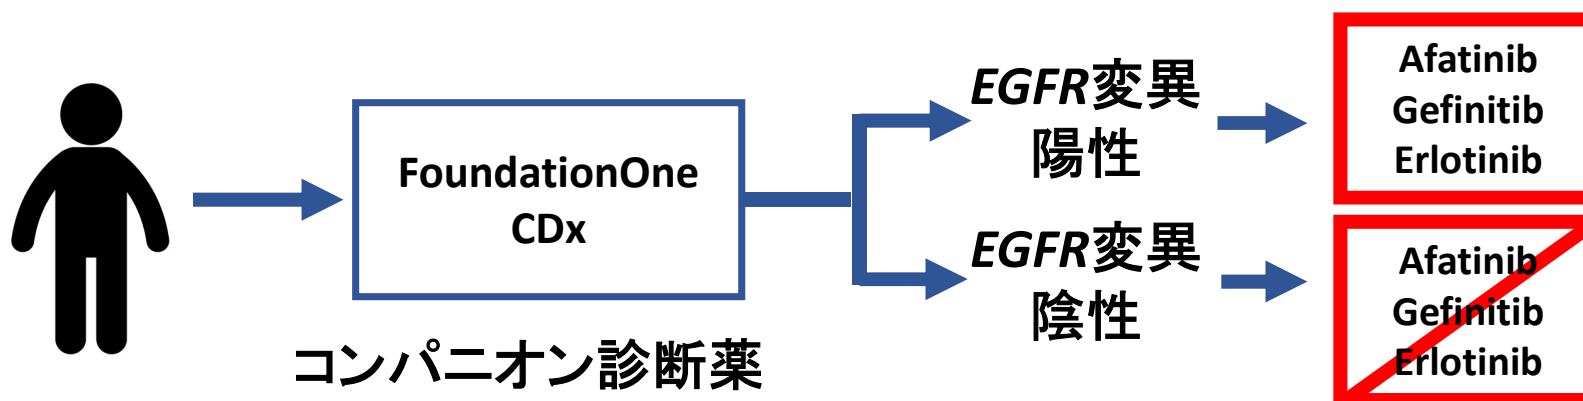 FoundationOne
CDx
コンパニオン診断薬
EGFR変異
陽性
Afatinib
Gefinitib
Erlotinib
EGFR変異
陰性
Afatinib
Gefinitib
Erlotinib